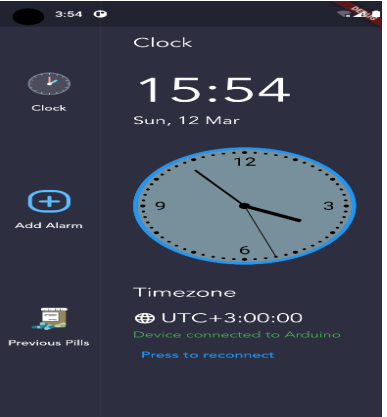 3:54
DEBUG
Clock
15:54
Sun, 12 Mar
Clock
Add Alarm
Previous Pills
12
9
3
6
Timezone
UTC+3:00:00
Device connected to Arduino
Press to reconnect